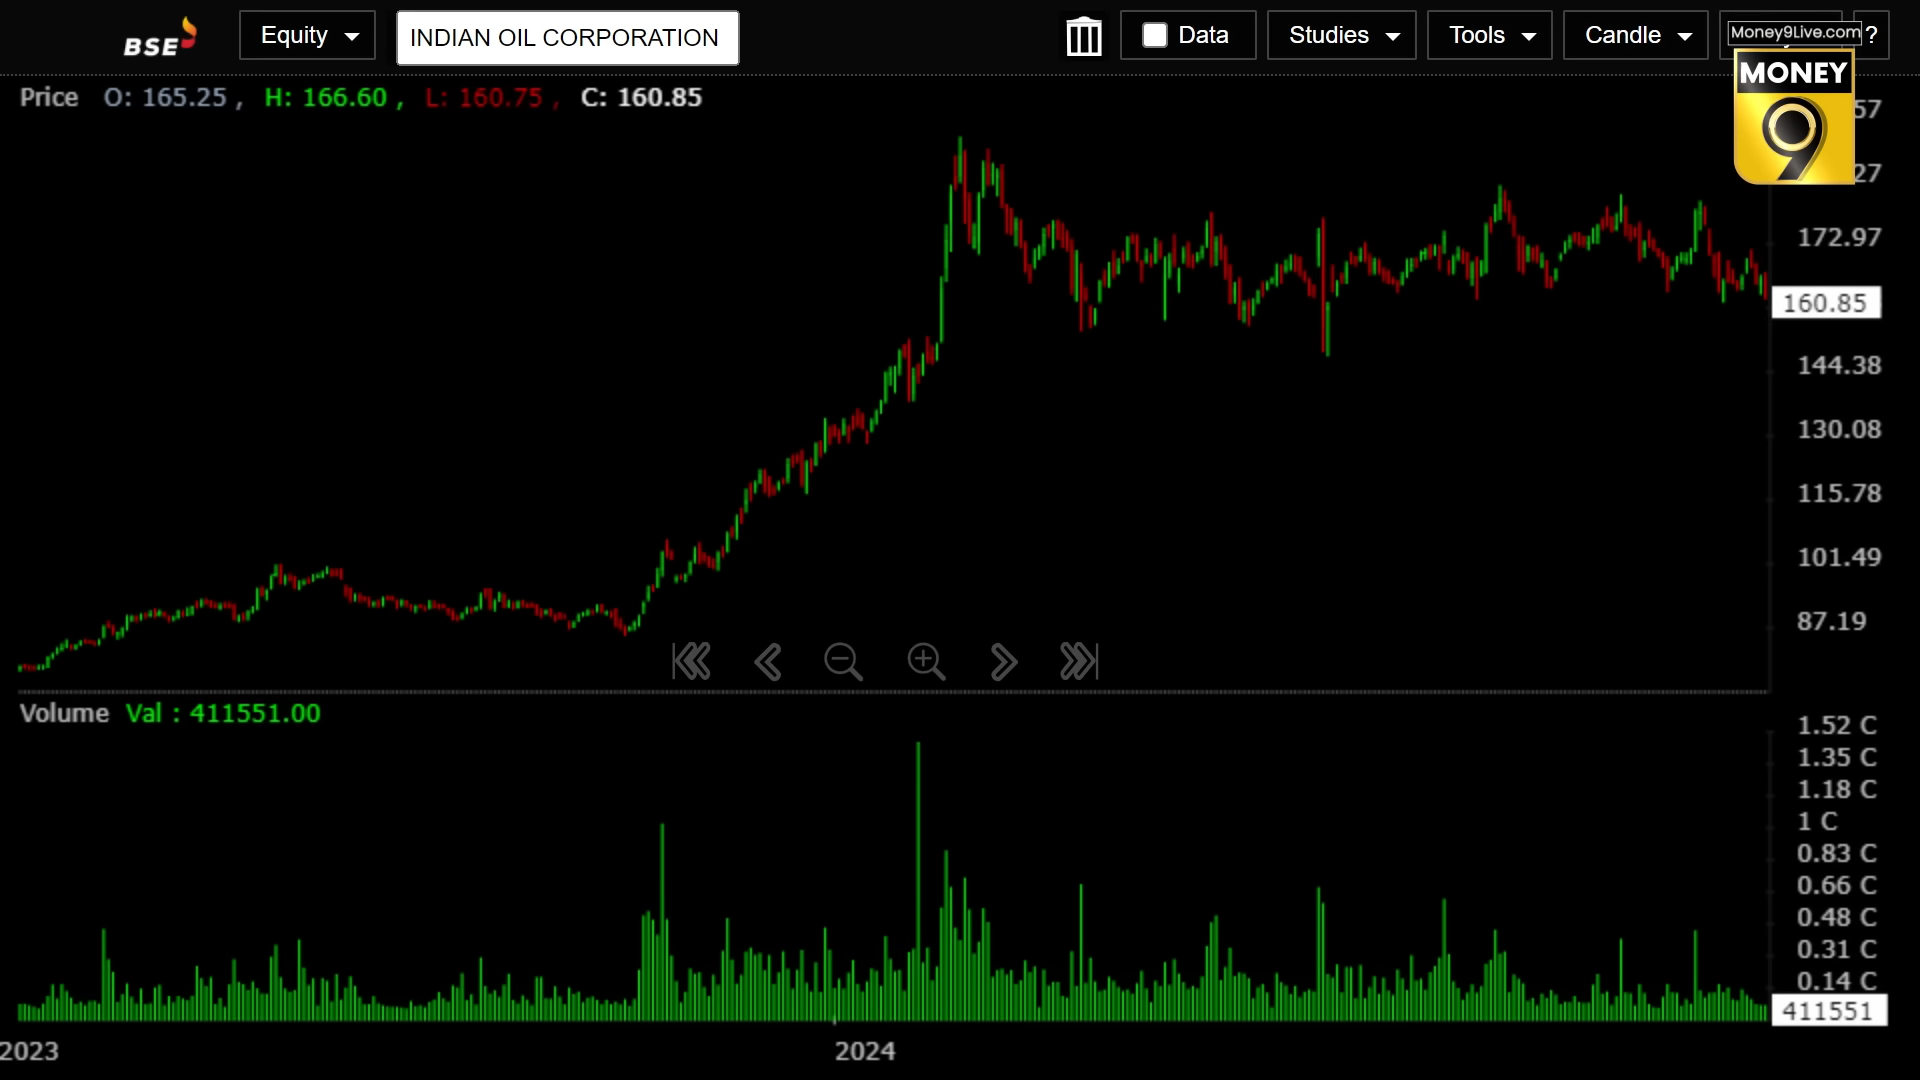 BSE Equity INDIAN OIL CORPORATION Data Studies Tools Candle Money9Live.com ?
MONEY
9
Price O: 165.25 , H: 166.60 , L: 160.75 , C: 160.85
57
27
172.97
160.85
144.38
130.08
115.78
101.49
87.19
Volume Val : 411551.00
1.52 C
1.35 C
1.18 C
1 C
0.83 C
0.66 C
0.48 C
0.31 C
0.14 C
411551
2023 2024